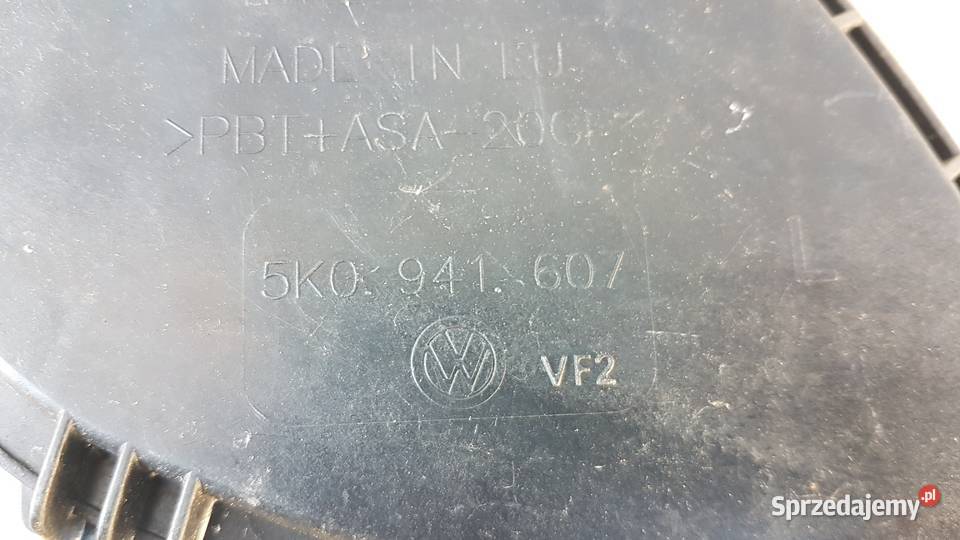 MADE IN EU
>PBT+ASA-20GF
5K0. 941. 607
L
VW
VF2
Sprzedajemy.pl